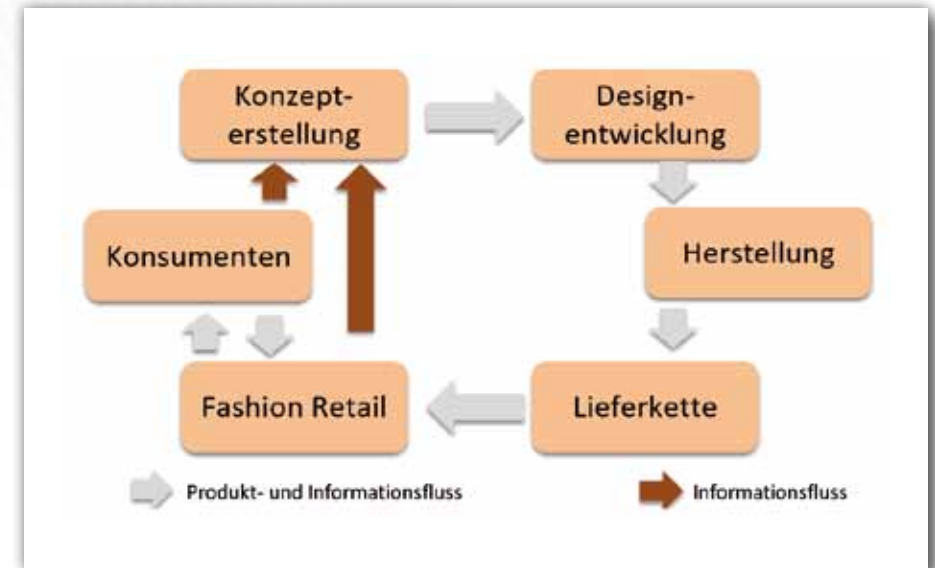 Konzept-
erstellung
Design-
entwicklung
Konsumenten
Herstellung
Fashion Retail
Lieferkette
Produkt- und Informationsfluss
Informationsfluss